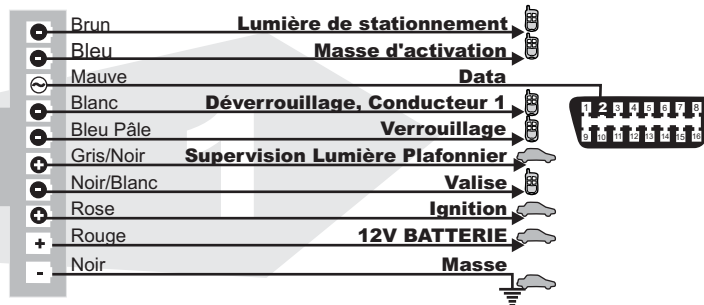 Brun Lumière de stationnement
Bleu Masse d'activation
Mauve Data
Blanc Déverrouillage, Conducteur 1
Bleu Pâle Verrouillage
Gris/Noir Supervision Lumière Plafonnier
Noir/Blanc Valise
Rose Ignition
+ Rouge 12V BATTERIE
- Noir Masse
1
1 2 3 4 5 6 7 8
9 10 11 12 13 14 15 16